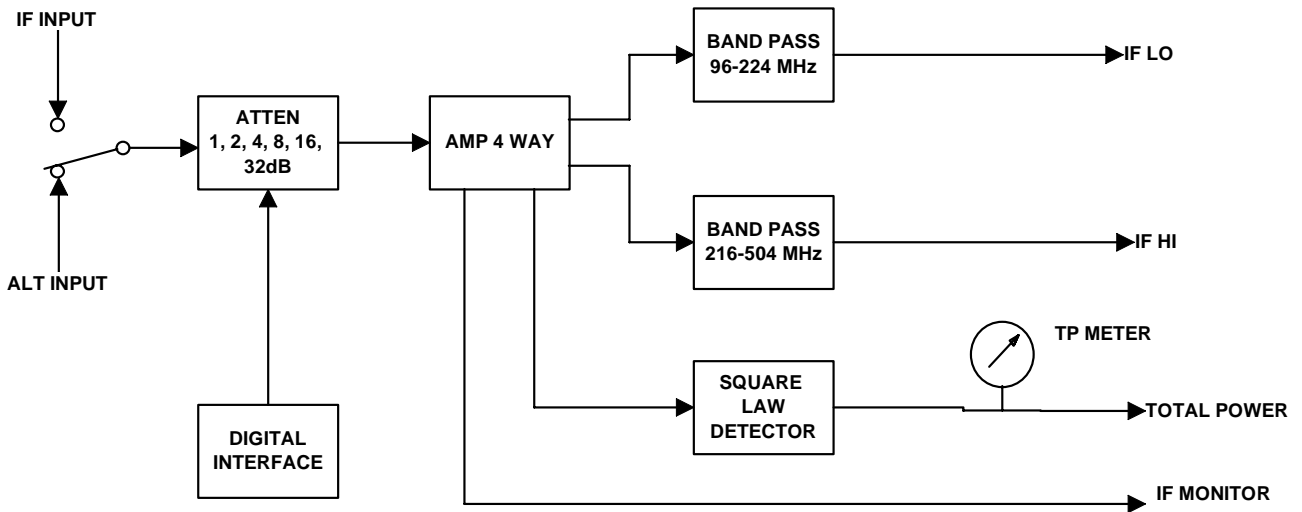 IF INPUT
BAND PASS
96-224 MHz
IF LO
ATTEN
1, 2, 4, 8, 16,
32dB
AMP 4 WAY
BAND PASS
216-504 MHz
IF HI
ALT INPUT
TP METER
SQUARE
LAW
DETECTOR
TOTAL POWER
DIGITAL
INTERFACE
IF MONITOR